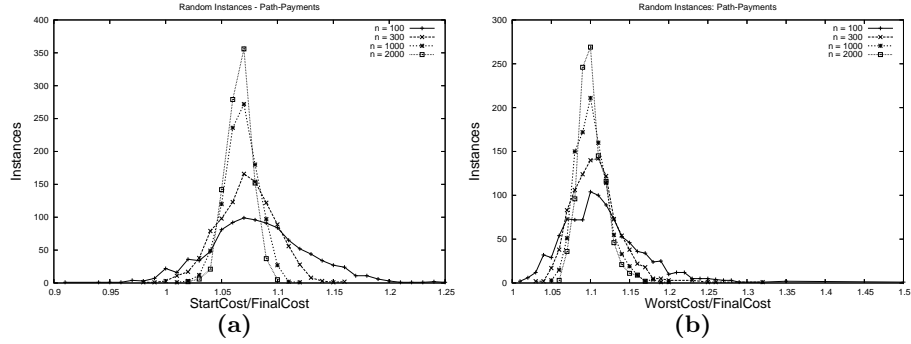 Random Instances - Path-Payments
400
350
300
250
200
150
100
50
0
Instances
n = 100
n = 300
n = 1000
n = 2000
0.9
0.95
1
1.05
1.1
1.15
1.2
1.25
StartCost/FinalCost
(a)
Random Instances: Path-Payments
300
250
200
150
100
50
0
Instances
n = 100
n = 300
n = 1000
n = 2000
1
1.05
1.1
1.15
1.2
1.25
1.3
1.35
1.4
1.45
1.5
WorstCost/FinalCost
(b)